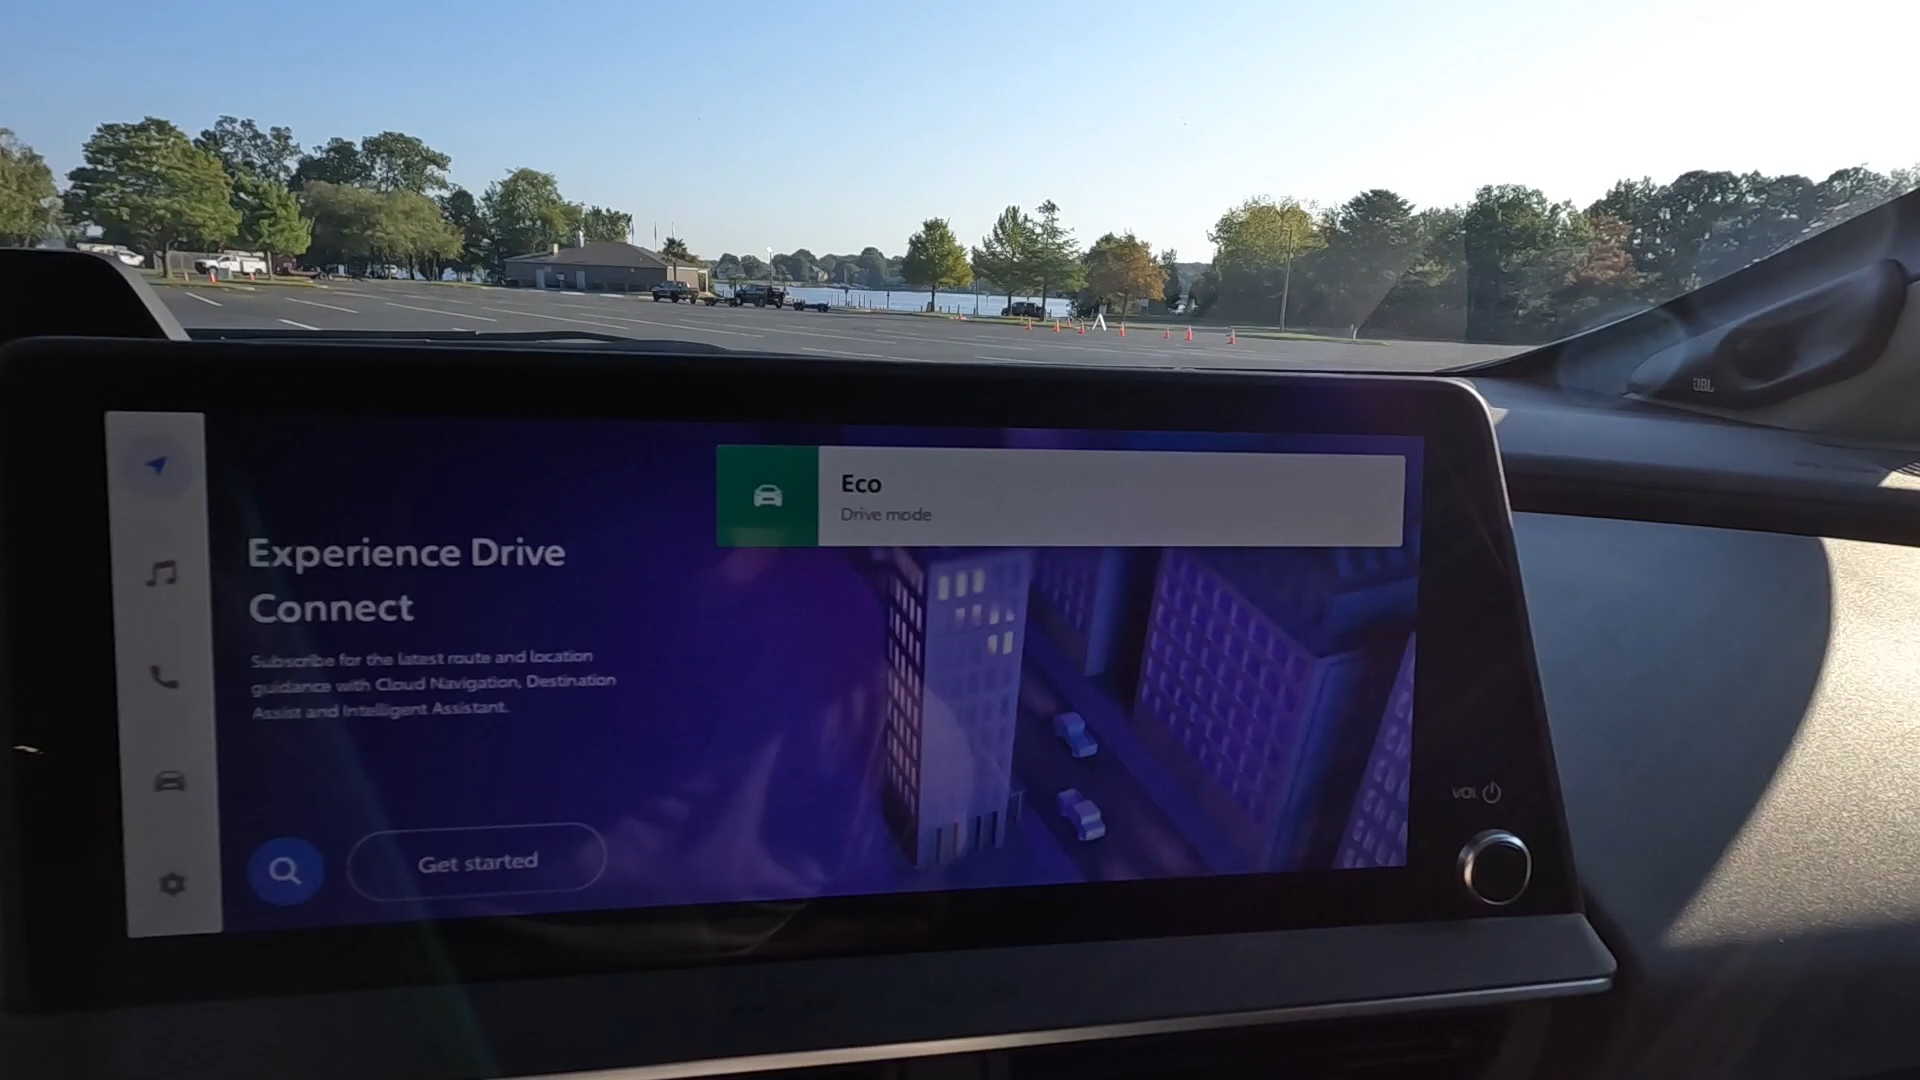 JBL
Eco
Drive mode
Experience Drive
Connect
Subscribe for the latest route and location
guidance with Cloud Navigation, Destination
Assist and Intelligent Assistant.
VOL
Get started